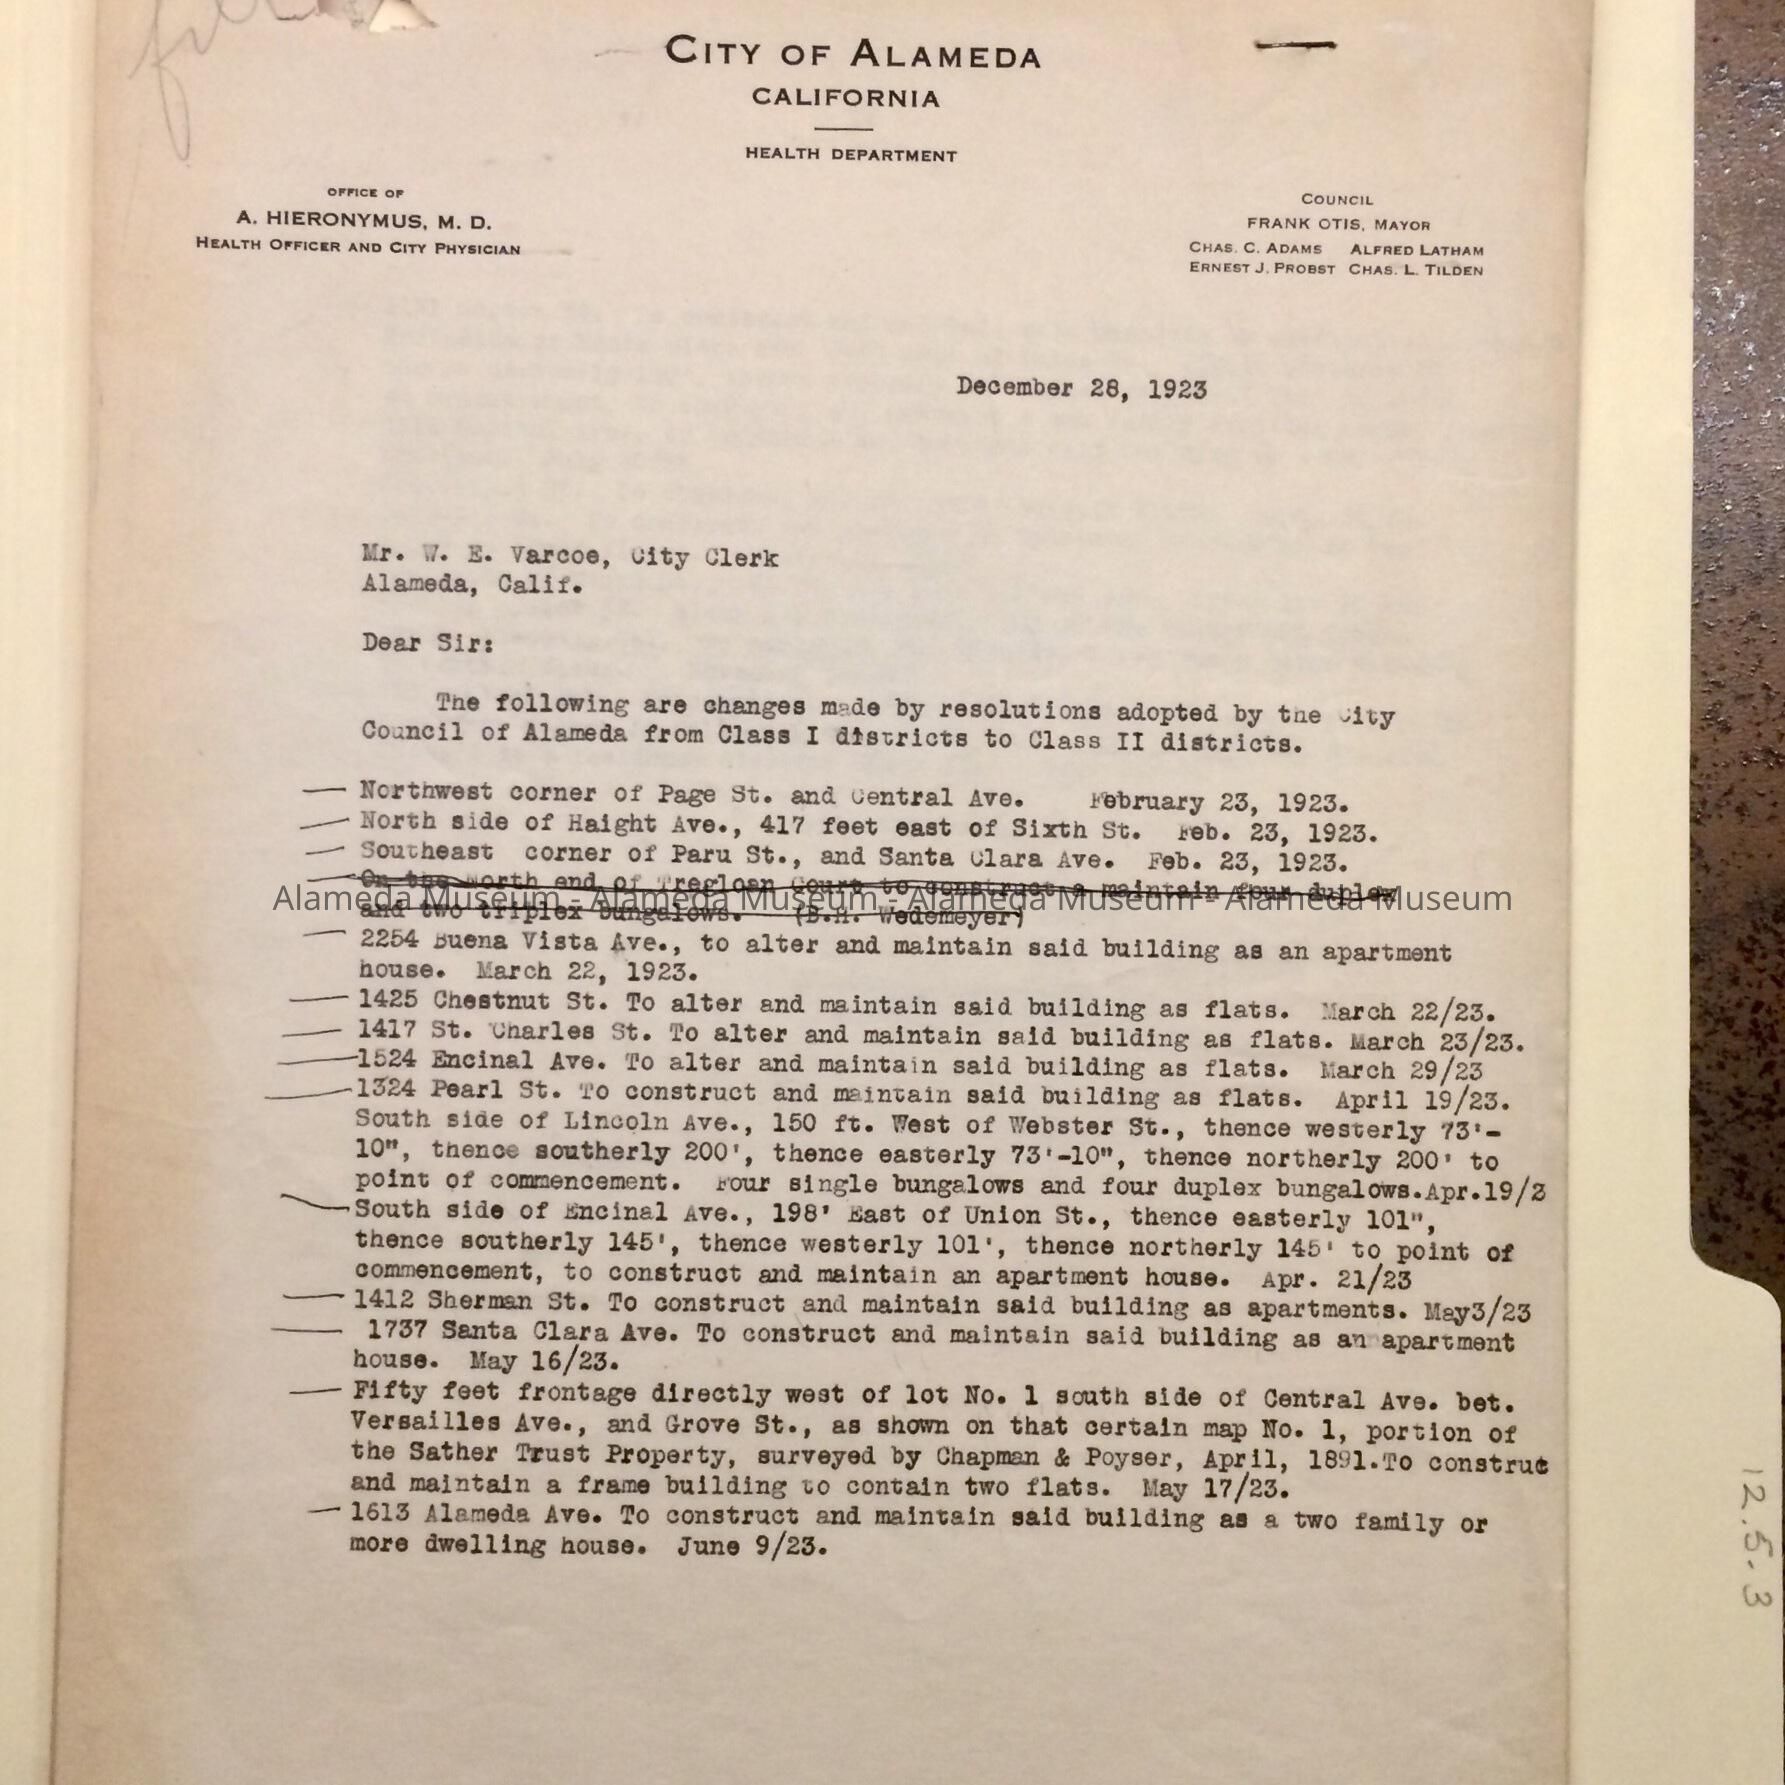 CITY OF ALAMEDA
CALIFORNIA
HEALTH DEPARTMENT
OFFICE OF
A. HIERONYMUS, M. D.
HEALTH OFFICER AND CITY PHYSICIAN
COUNCIL
FRANK OTIS, MAYOR
CHAS. C. ADAMS ALFRED LATHAM
ERNEST J. PROBST CHAS. L. TILDEN
December 28, 1923
Mr. W. E. Varcoe, City Clerk
Alameda, Calif.
Dear Sir:
The following are changes made by resolutions adopted by the City
Council of Alameda from Class I districts to Class II districts.
Northwest corner of Page St. and Central Ave. February 23, 1923.
North side of Haight Ave., 417 feet east of Sixth St. Feb. 23, 1923.
Southeast corner of Paru St., and Santa Clara Ave. Feb. 23, 1923.
On the North end of Tregloan Court to construct & maintain four duplex
Alameda Museum - Alameda Museum - Alameda Museum - Alameda Museum
and two triplex bungalows. (B.H. Wedemeyer)
2254 Buena Vista Ave., to alter and maintain said building as an apartment
house. March 22, 1923.
1425 Chestnut St. To alter and maintain said building as flats. March 22/23.
1417 St. Charles St. To alter and maintain said building as flats. March 23/23.
1524 Encinal Ave. To alter and maintain said building as flats. March 29/23
1324 Pearl St. To construct and maintain said building as flats. April 19/23.
South side of Lincoln Ave., 150 ft. West of Webster St., thence westerly 73'-
10", thence southerly 200', thence easterly 73'-10", thence northerly 200' to
point of commencement. Four single bungalows and four duplex bungalows.Apr.19/2
South side of Encinal Ave., 198' East of Union St., thence easterly 101",
thence southerly 145', thence westerly 101', thence northerly 145' to point of
commencement, to construct and maintain an apartment house. Apr. 21/23
1412 Sherman St. To construct and maintain said building as apartments. May3/23
1737 Santa Clara Ave. To construct and maintain said building as an apartment
house. May 16/23.
Fifty feet frontage directly west of lot No. 1 south side of Central Ave. bet.
Versailles Ave., and Grove St., as shown on that certain map No. 1, portion of
the Sather Trust Property, surveyed by Chapman & Poyser, April, 1891.To construct
and maintain a frame building to contain two flats. May 17/23.
1613 Alameda Ave. To construct and maintain said building as a two family or
more dwelling house. June 9/23.
12.5.3